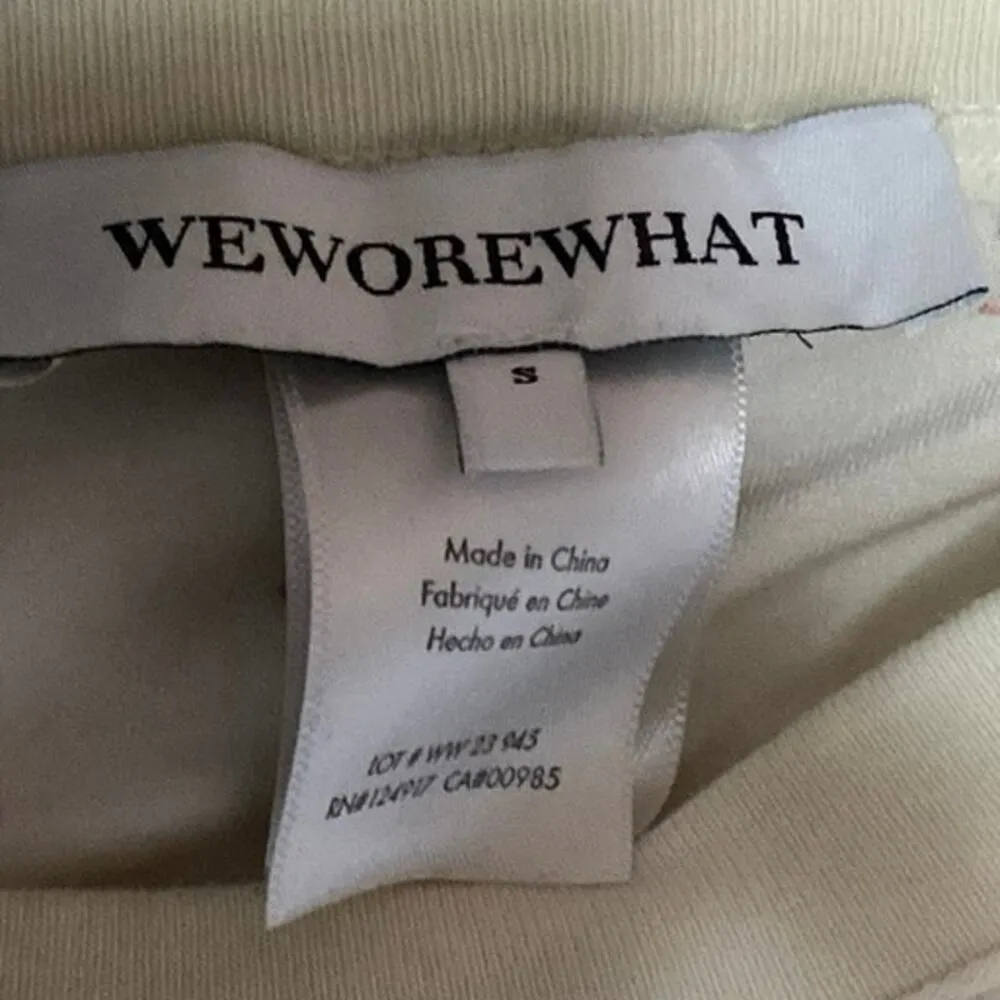 WEWOREWHAT
S
Made in China
Fabriqué en Chine
Hecho en China
LOT # WW 23 945
RN#124917 CA#00985